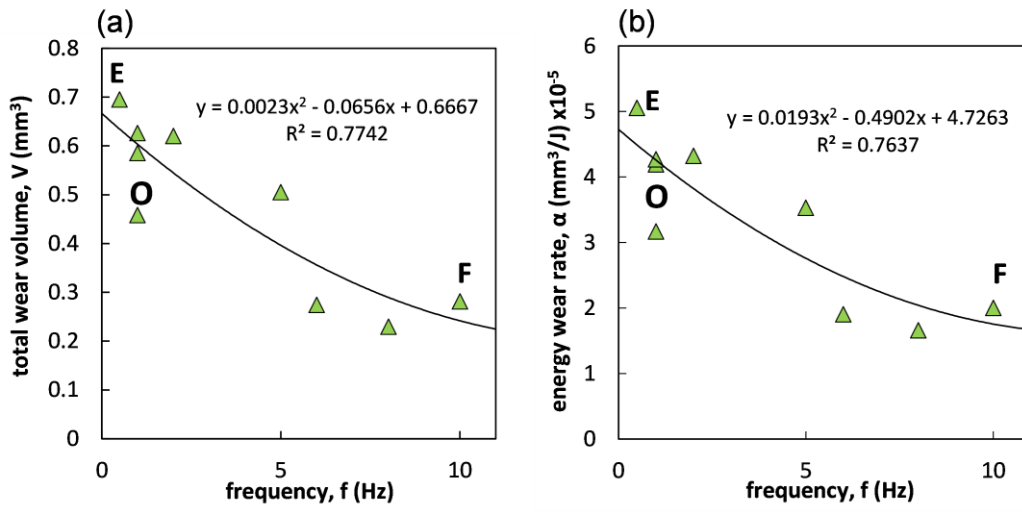 (a)
total wear volume, V (mm³)
0.8
0.7
0.6
0.5
0.4
0.3
0.2
0.1
0
E
O
F
y = 0.0023x² - 0.0656x + 0.6667
R² = 0.7742
0
5
10
frequency, f (Hz)
(b)
energy wear rate, α (mm³/J) x10⁻⁵
6
5
4
3
2
1
0
E
O
F
y = 0.0193x² - 0.4902x + 4.7263
R² = 0.7637
0
5
10
frequency, f (Hz)